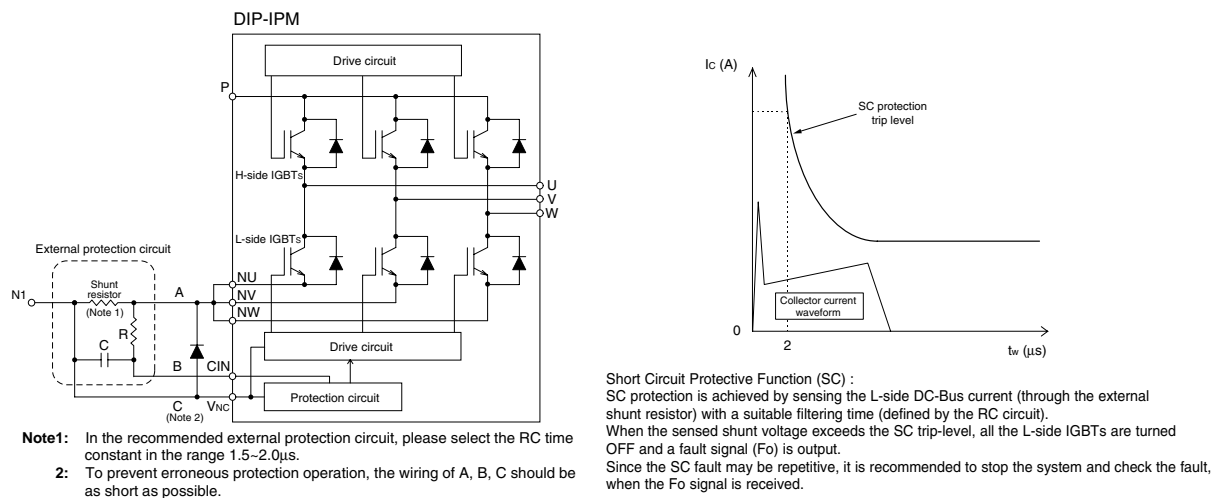 DIP-IPM
Drive circuit
P
H-side IGBTs
U
V
W
L-side IGBTs
External protection circuit
NU
Shunt
resistor
(Note 1)
A
N1
NV
NW
R
Drive circuit
C
B
CIN
Protection circuit
C
(Note 2)
VNC
Note1: In the recommended external protection circuit, please select the RC time
constant in the range 1.5~2.0µs.
2: To prevent erroneous protection operation, the wiring of A, B, C should be
as short as possible.
IC (A)
SC protection
trip level
Collector current
waveform
0
2
tw (µs)
Short Circuit Protective Function (SC) :
SC protection is achieved by sensing the L-side DC-Bus current (through the external
shunt resistor) with a suitable filtering time (defined by the RC circuit).
When the sensed shunt voltage exceeds the SC trip-level, all the L-side IGBTs are turned
OFF and a fault signal (Fo) is output.
Since the SC fault may be repetitive, it is recommended to stop the system and check the fault,
when the Fo signal is received.